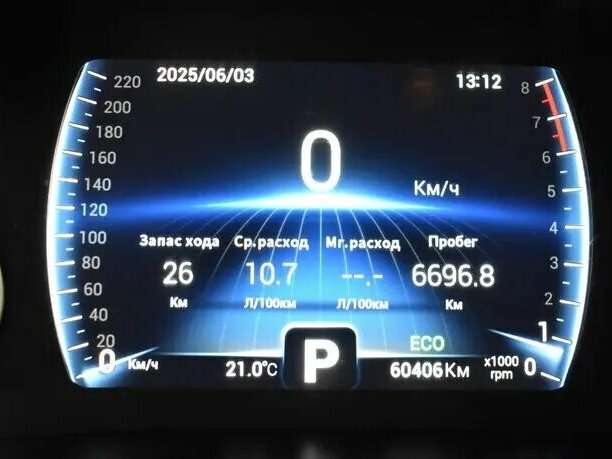 2025/06/03 13:12
220
200
180
160
140
120
100
80
60
40
20
0 Км/ч
8
7
6
5
4
3
2
1
0
x1000
rpm
0
Км/ч
Запас хода Ср.расход Мг.расход Пробег
26 10.7 --.- 6696.8
Км Л/100км Л/100км Км
ECO
21.0°C P 60406Км